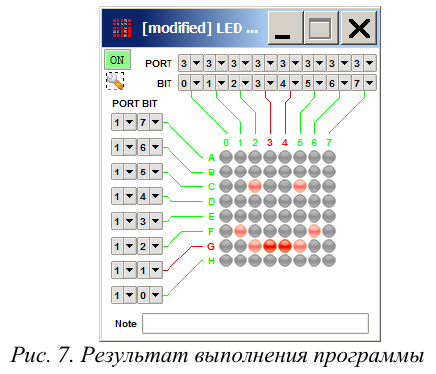 [modified] LED ...
ON
PORT 3 3 3 3 3 3 3 3
BIT 0 1 2 3 4 5 6 7
PORT BIT
0 1 2 3 4 5 6 7
1 7
A
1 6
B
1 5
C
1 4
D
1 3
E
1 2
F
1 1
G
1 0
H
Note
Рис. 7. Результат выполнения программы